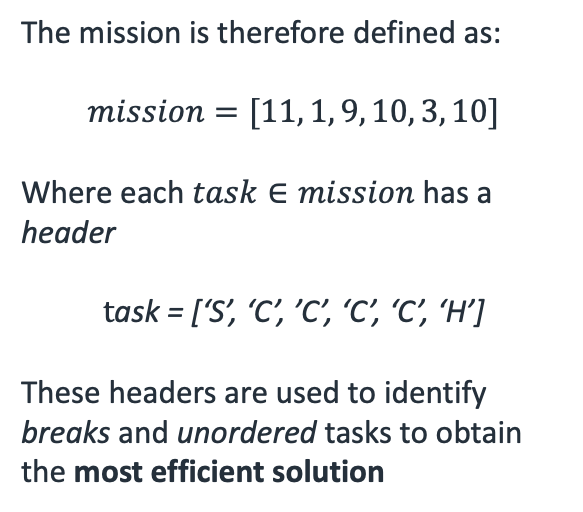 The mission is therefore defined as:
mission = [11, 1, 9, 10, 3, 10]
Where each task ∈ mission has a
header
task = [‘S’, ‘C’, ’C’, ‘C’, ‘C’, ‘H’]
These headers are used to identify
breaks and unordered tasks to obtain
the most efficient solution